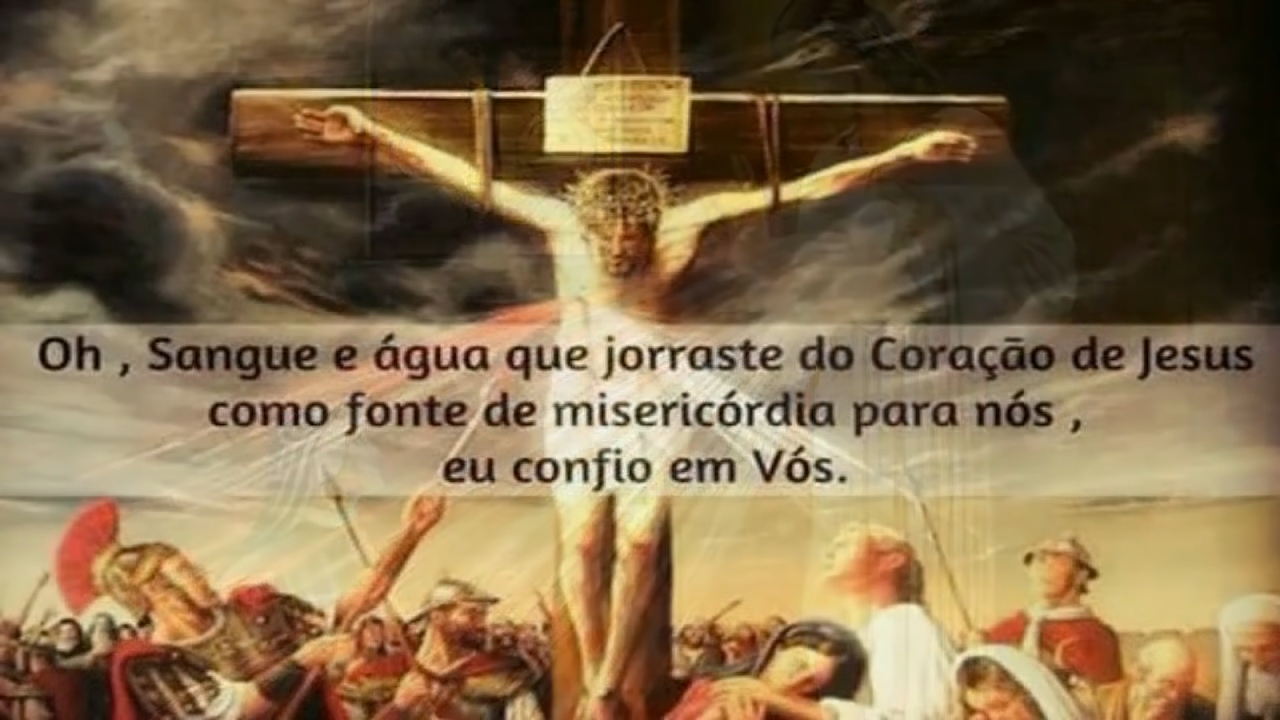 Oh , Sangue e água que jorraste do Coração de Jesus
como fonte de misericórdia para nós ,
eu confio em Vós.